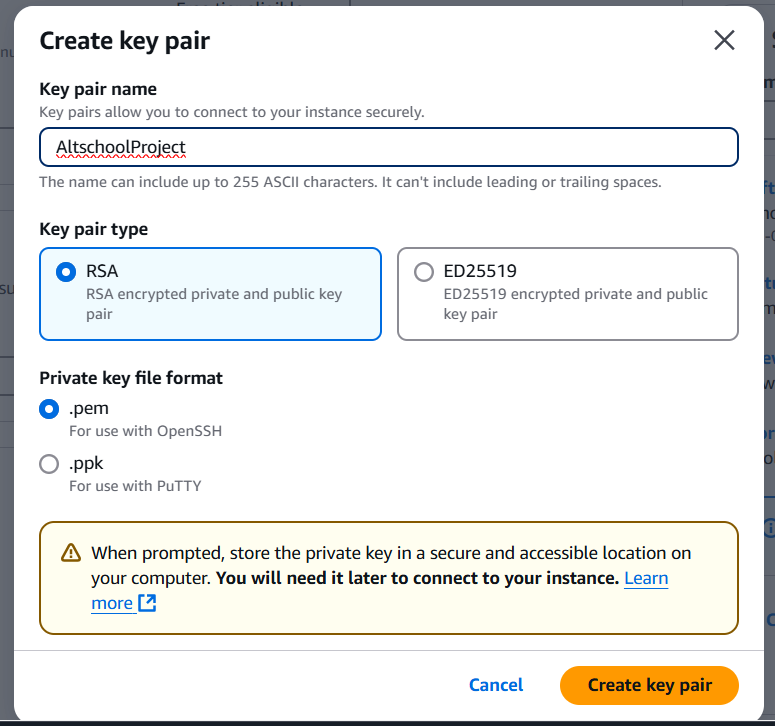 Create key pair
Key pair name
Key pairs allow you to connect to your instance securely.
AltschoolProject
The name can include up to 255 ASCII characters. It can't include leading or trailing spaces.
Key pair type
RSA
RSA encrypted private and public key
pair
ED25519
ED25519 encrypted private and public
key pair
Private key file format
.pem
For use with OpenSSH
.ppk
For use with PuTTY
When prompted, store the private key in a secure and accessible location on
your computer. You will need it later to connect to your instance. Learn
more
Cancel
Create key pair